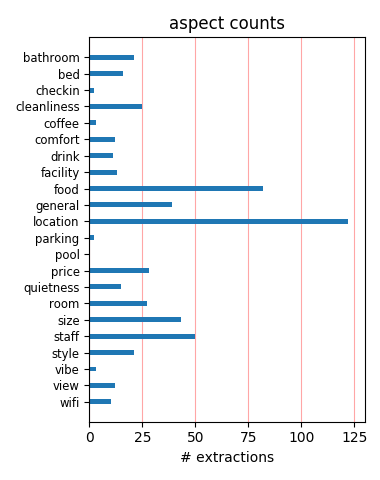 aspect counts
bathroom
bed
checkin
cleanliness
coffee
comfort
drink
facility
food
general
location
parking
pool
price
quietness
room
size
staff
style
vibe
view
wifi
0 25 50 75 100 125
# extractions